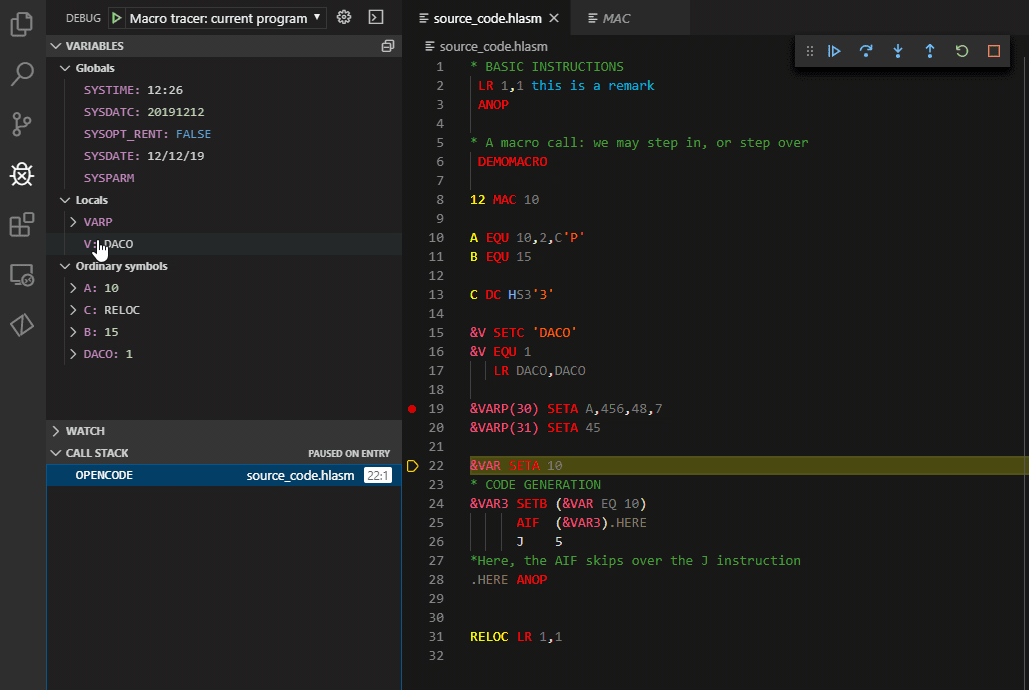 DEBUG Macro tracer: current program
VARIABLES
Globals
SYSTIME: 12:26
SYSDATC: 20191212
SYSOPT_RENT: FALSE
SYSDATE: 12/12/19
SYSPARM
Locals
VARP
V: DACO
Ordinary symbols
A: 10
C: RELOC
B: 15
DACO: 1
WATCH
CALL STACK PAUSED ON ENTRY
OPENCODE source_code.hlasm 22:1
source_code.hlasm MAC
source_code.hlasm
1 * BASIC INSTRUCTIONS
2 LR 1,1 this is a remark
3 ANOP
4
5 * A macro call: we may step in, or step over
6 DEMOMACRO
7
8 12 MAC 10
9
10 A EQU 10,2,C'P'
11 B EQU 15
12
13 C DC HS3'3'
14
15 &V SETC 'DACO'
16 &V EQU 1
17 LR DACO,DACO
18
19 &VARP(30) SETA A,456,48,7
20 &VARP(31) SETA 45
21
22 &VAR SETA 10
23 * CODE GENERATION
24 &VAR3 SETB (&VAR EQ 10)
25 AIF (&VAR3).HERE
26 J 5
27 *Here, the AIF skips over the J instruction
28 .HERE ANOP
29
30
31 RELOC LR 1,1
32